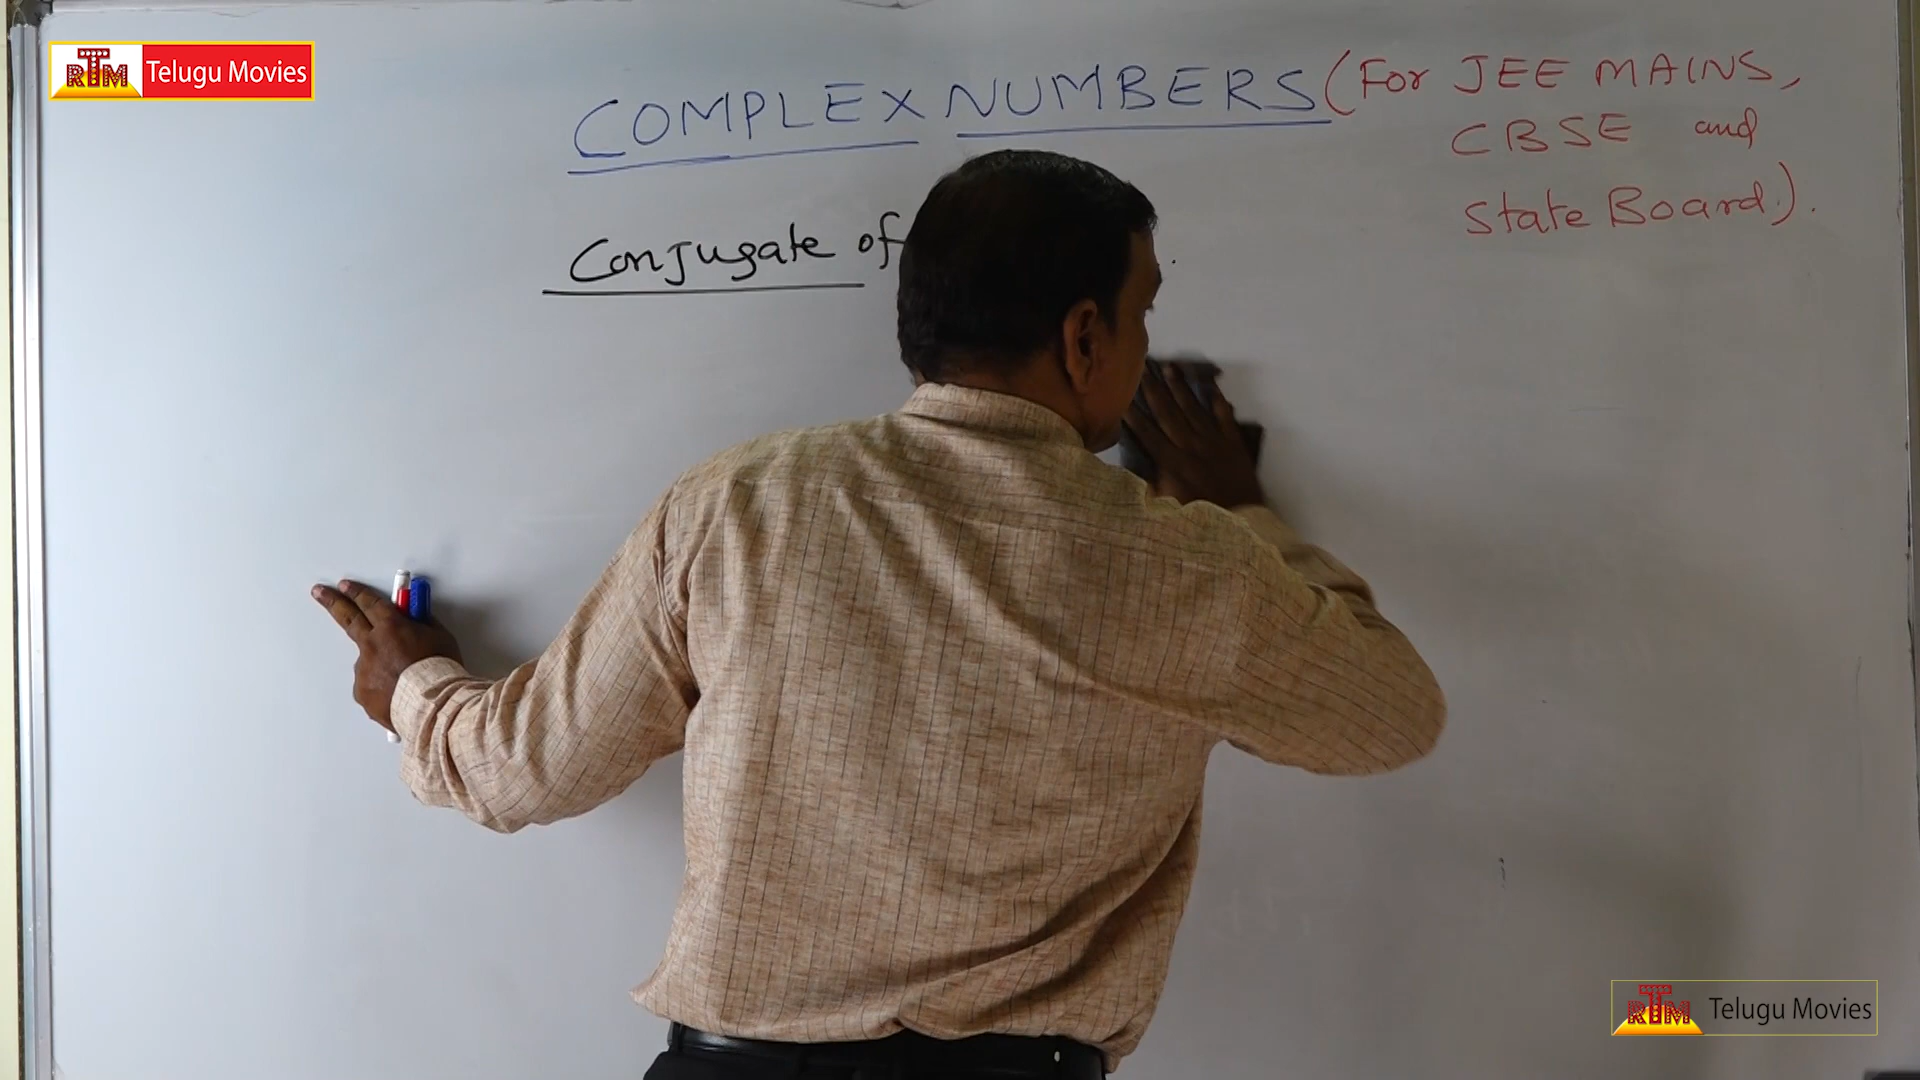 RTM Telugu Movies
COMPLEX NUMBERS (For JEE MAINS,
CBSE and
State Board.).
Conjugate of
RTM Telugu Movies